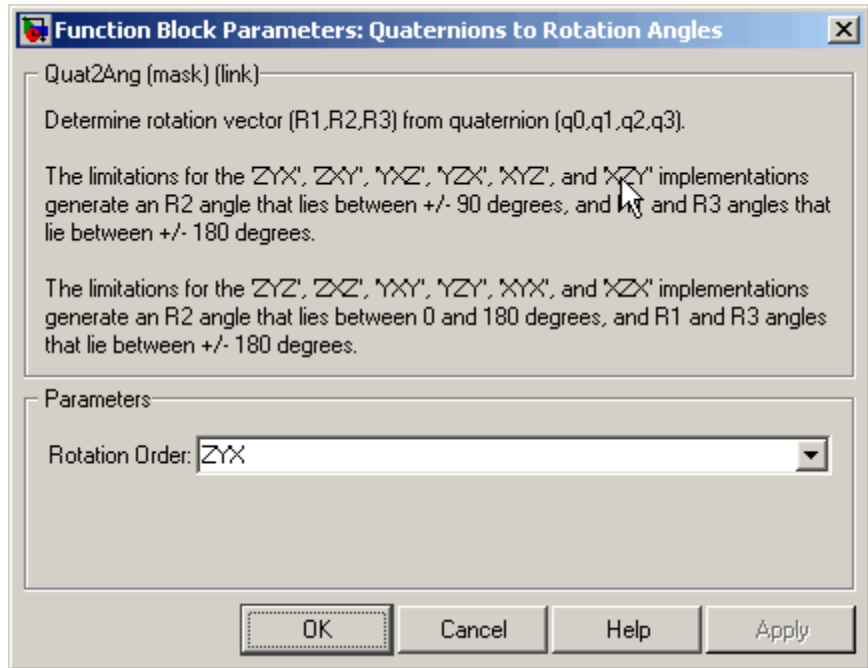 Function Block Parameters: Quaternions to Rotation Angles
Quat2Ang (mask) (link)
Determine rotation vector (R1,R2,R3) from quaternion (q0,q1,q2,q3).
The limitations for the 'ZYX', 'ZXY', 'YXZ', 'YZX', 'XYZ', and 'XZY' implementations
generate an R2 angle that lies between +/- 90 degrees, and and R3 angles that
lie between +/- 180 degrees.
The limitations for the 'ZYZ', 'ZXZ', 'YXY', 'YZY', 'XYX', and 'XZX' implementations
generate an R2 angle that lies between 0 and 180 degrees, and R1 and R3 angles
that lie between +/- 180 degrees.
Parameters
Rotation Order: ZYX
OK Cancel Help Apply